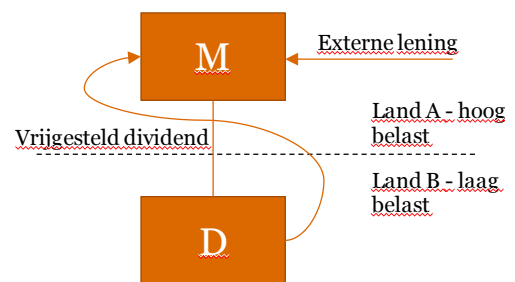 M
Externe lening
Land A - hoog
belast
Vrijgesteld dividend
Land B - laag
belast
D